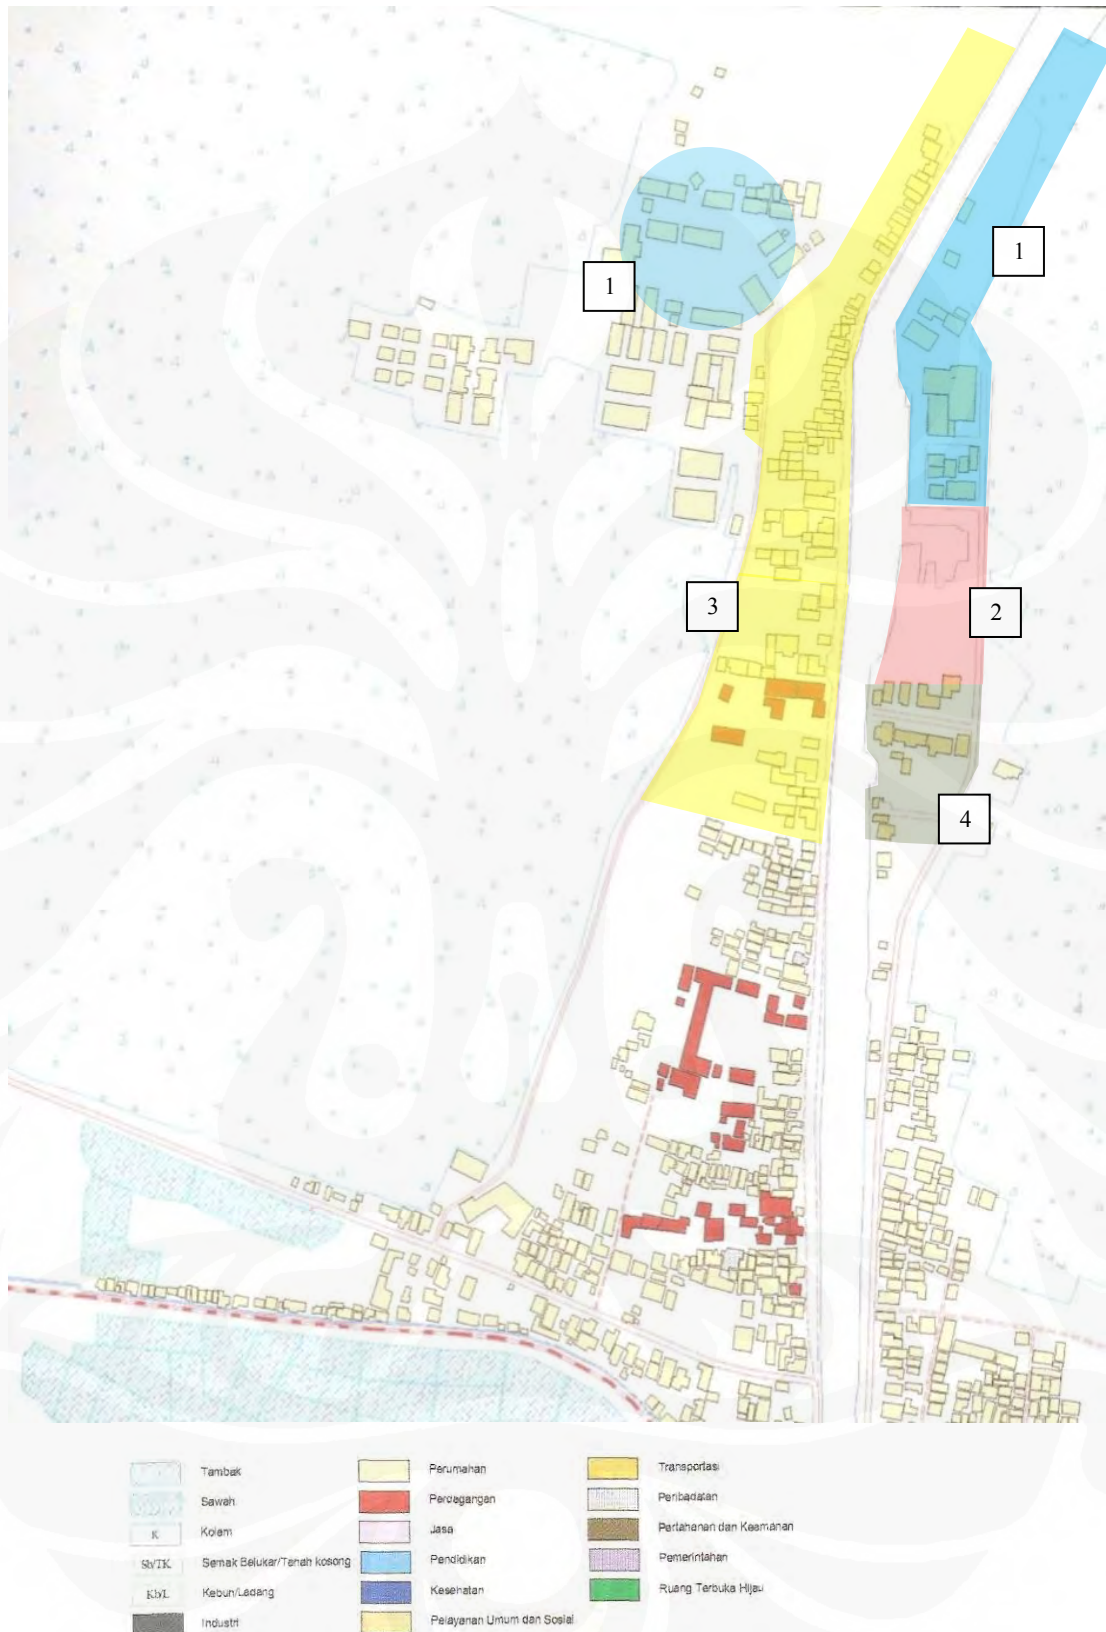 1
1
3
2
4
Tambak
Sawah
K Kolam
Sb/TK Semak Belukar/Tanah kosong
Kb/L Kebun/Ladang
Industri
Perumahan
Perdagangan
Jasa
Pendidikan
Kesehatan
Pelayanan Umum dan Sosial
Transportasi
Peribadatan
Pertahanan dan Keamanan
Pemerintahan
Ruang Terbuka Hijau